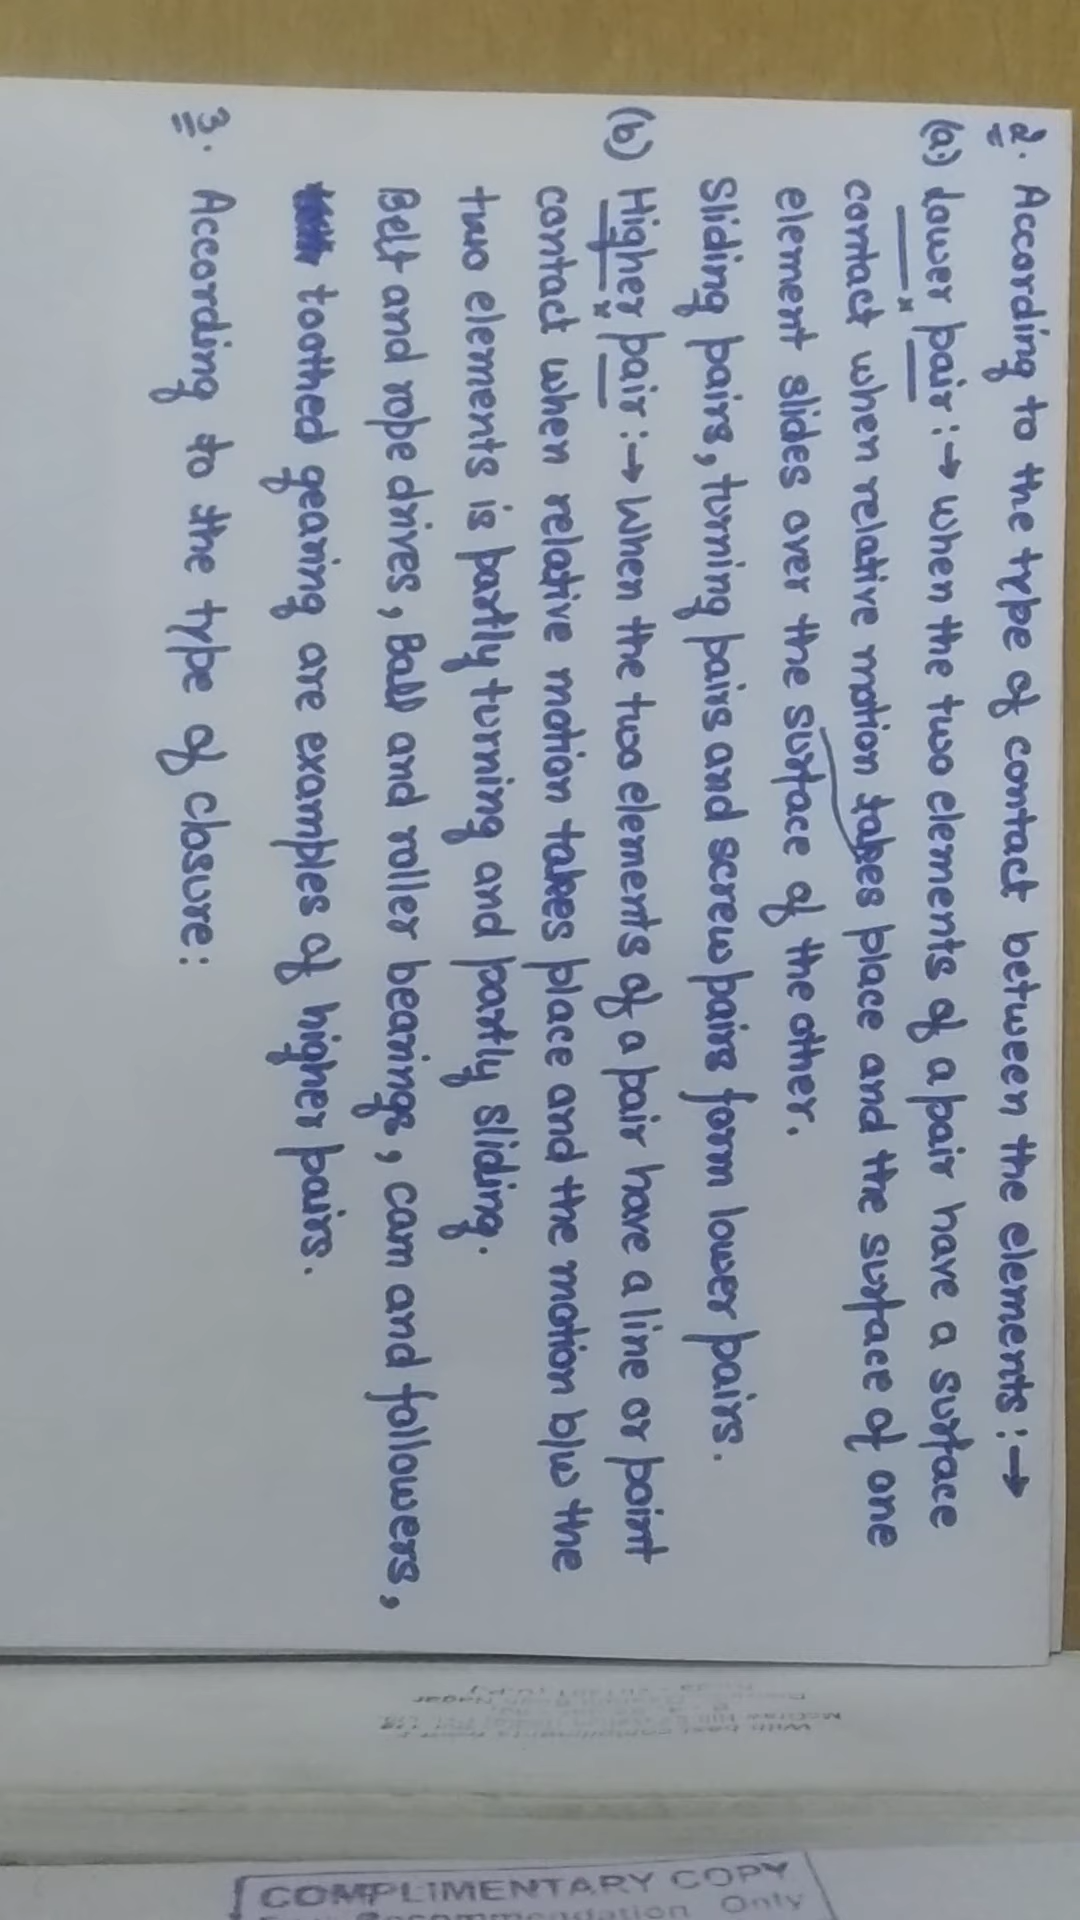 2. According to the type of contact between the elements :→
(a) Lower pair :→ when the two elements of a pair have a surface
contact when relative motion takes place and the surface of one
element slides over the surface of the other.
Sliding pairs, turning pairs and screw pairs form lower pairs.
(b) Higher pair :→ When the two elements of a pair have a line or point
contact when relative motion takes place and the motion b/w the
two elements is partly turning and partly sliding.
Belt and rope drives, Ball and roller bearings, cam and followers,
toothed gearing are examples of higher pairs.
3. According to the type of closure:
COMPLIMENTARY COPY
Recommendation Only